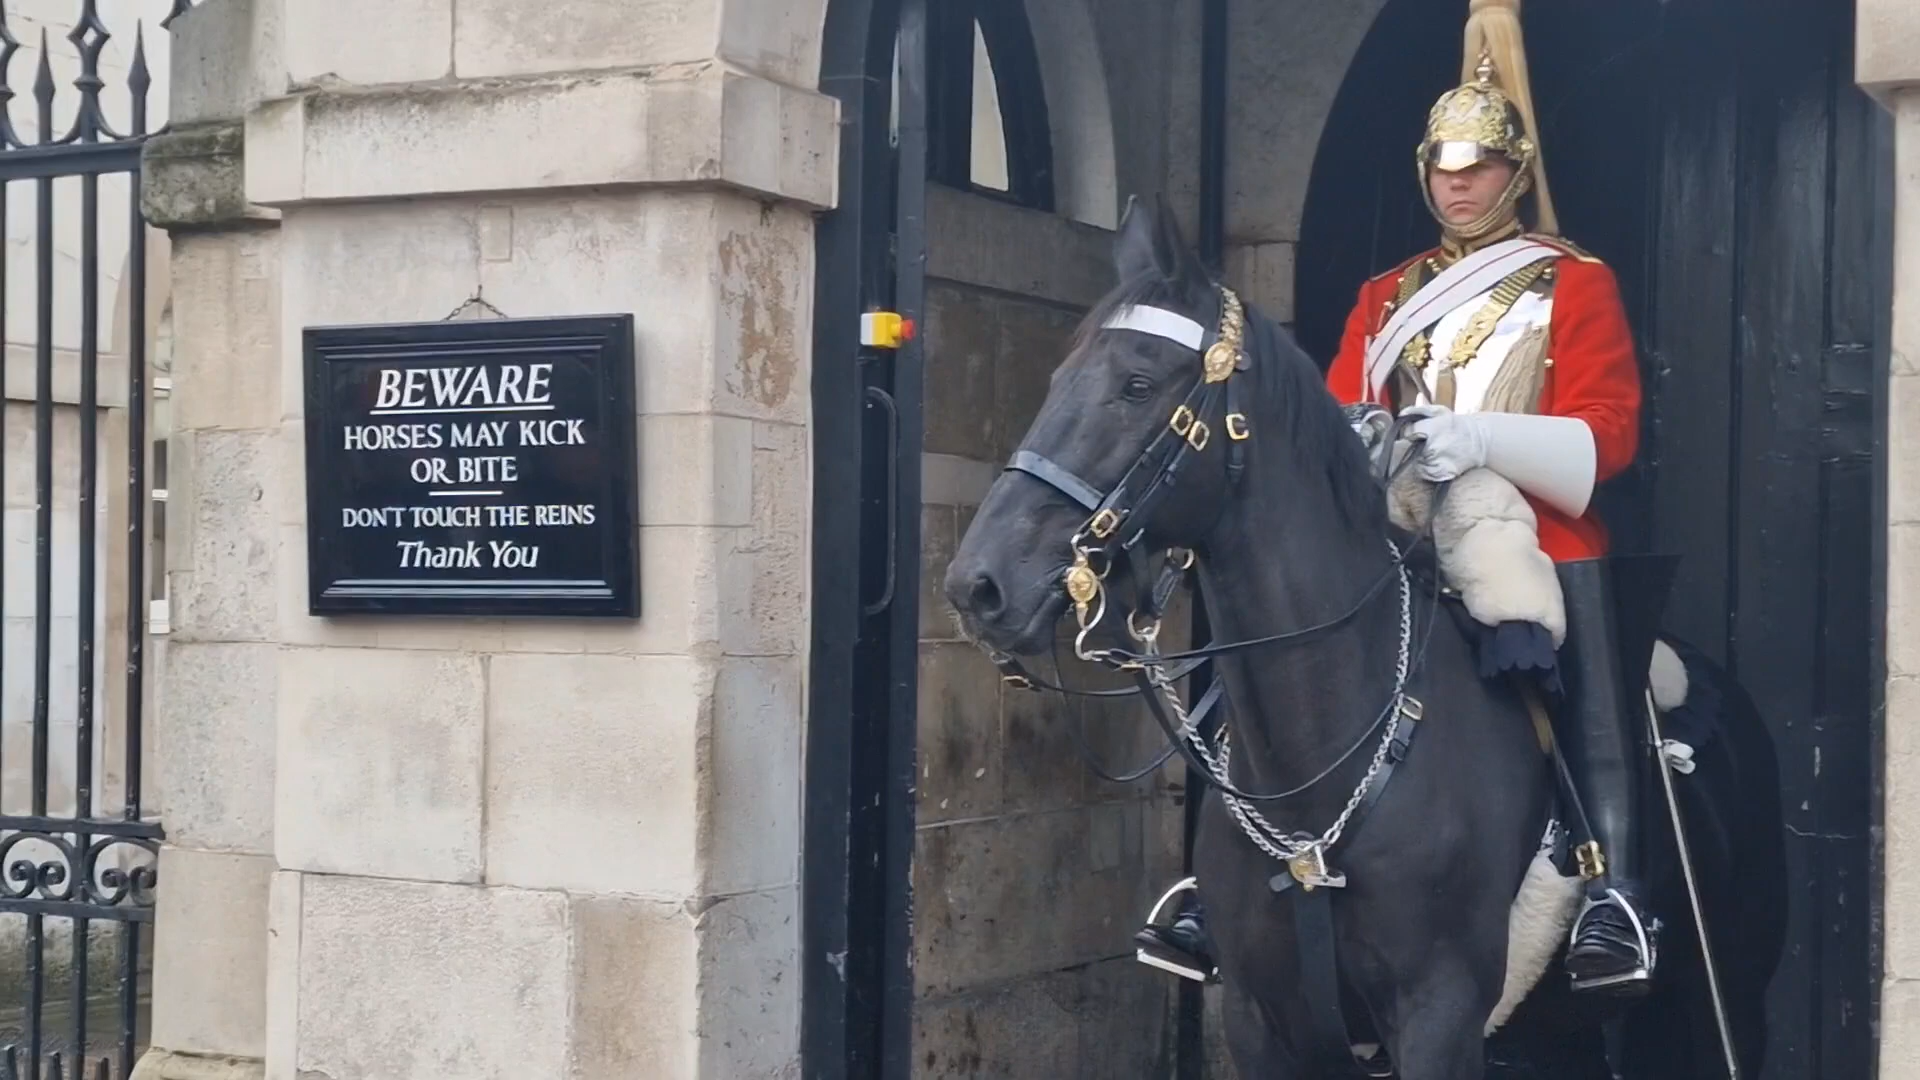 BEWARE
HORSES MAY KICK
OR BITE
DON'T TOUCH THE REINS
Thank You